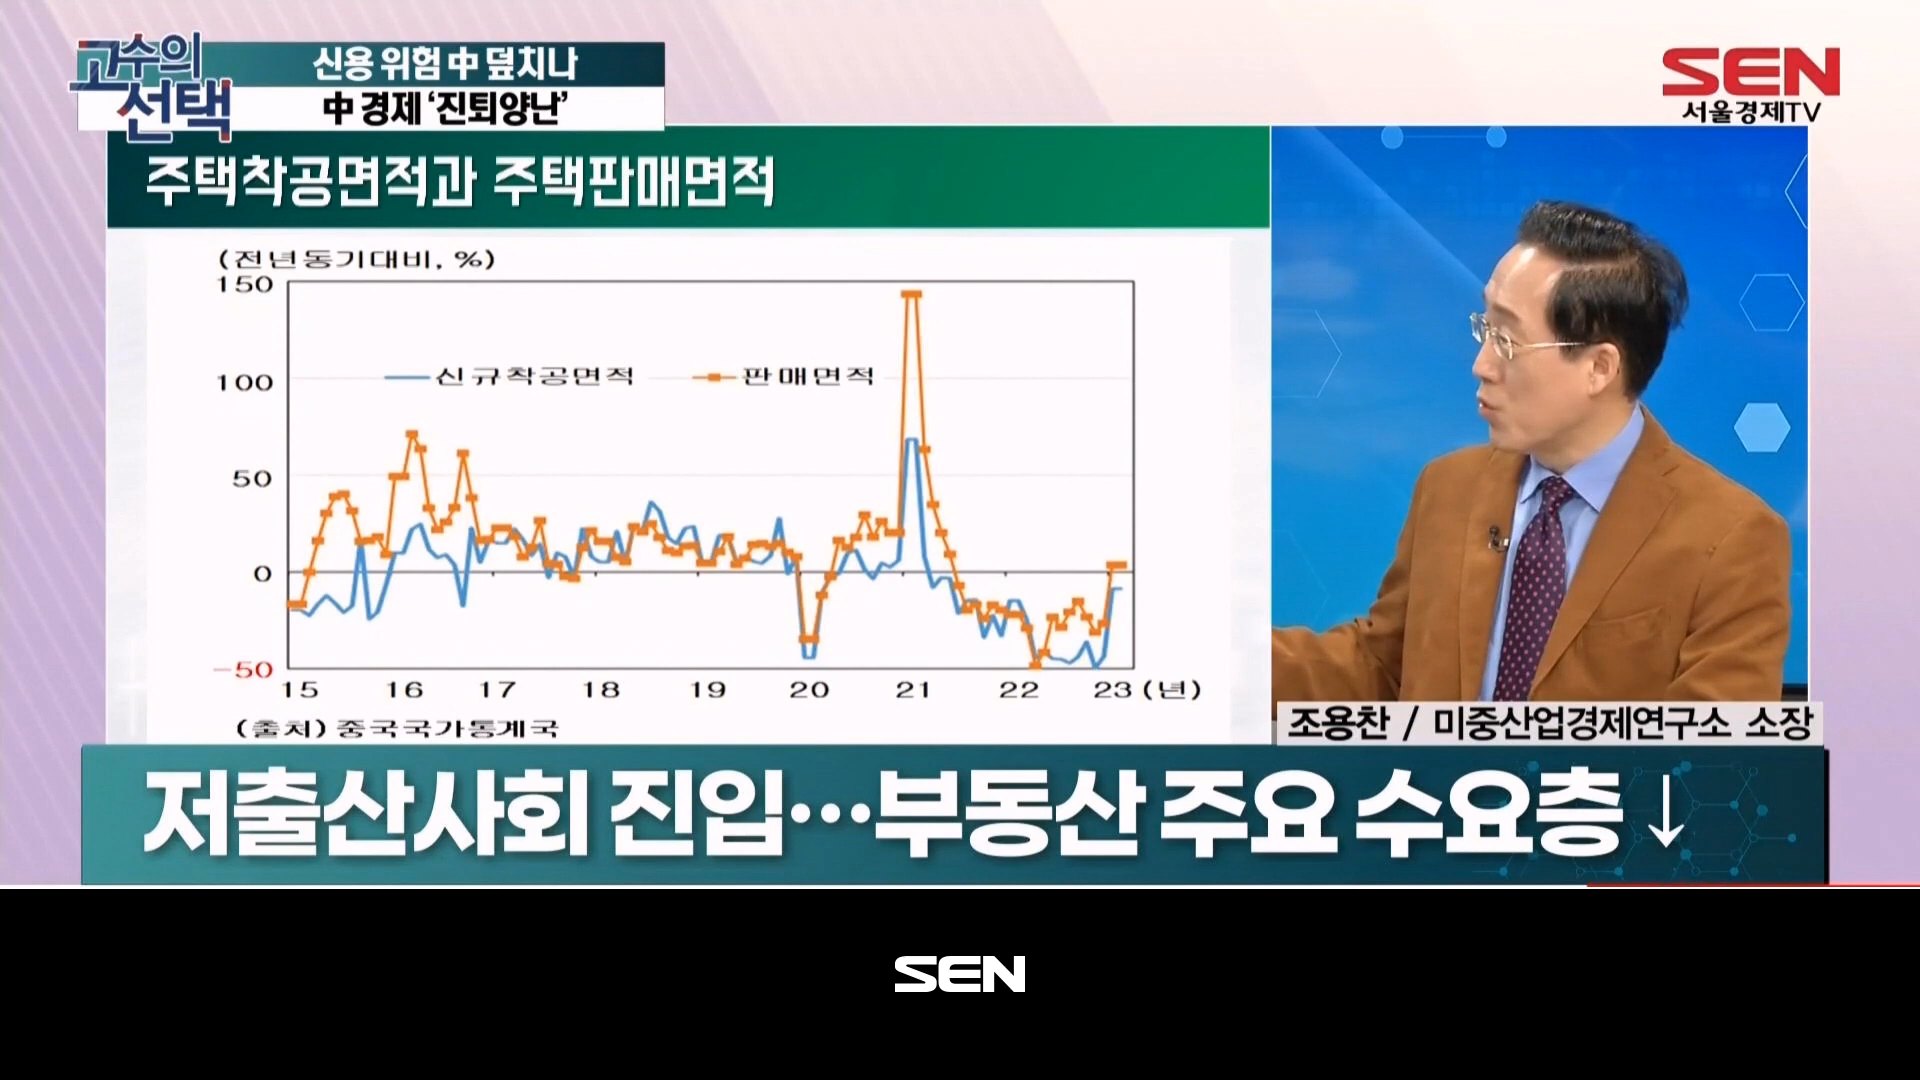 고수의
선택
신용 위험 中 덮치나
中 경제 ‘진퇴양난’
SEN
서울경제TV
주택착공면적과 주택판매면적
(전년동기대비, %)
150
100
50
0
-50
신규착공면적
판매면적
15 16 17 18 19 20 21 22 23 (년)
(출처) 중국국가통계국
조용찬 / 미중산업경제연구소 소장
저출산사회 진입…부동산 주요 수요층↓
SEN